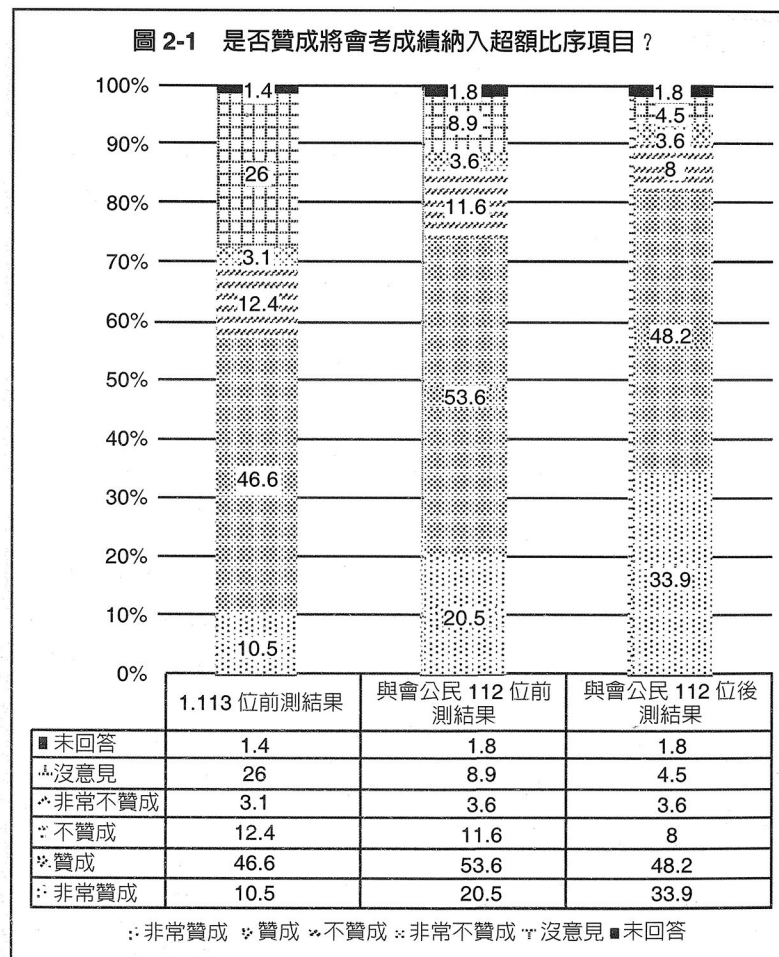 圖 2-1 是否贊成將會考成績納入超額比序項目？
100%
90%
80%
70%
60%
50%
40%
30%
20%
10%
0%
1.4
26
3.1
12.4
46.6
10.5
1.8
8.9
3.6
11.6
53.6
20.5
1.8
4.5
3.6
8
48.2
33.9
1.113 位前測結果 與會公民 112 位前 與會公民 112 位後
測結果 測結果
未回答 1.4 1.8 1.8
沒意見 26 8.9 4.5
非常不贊成 3.1 3.6 3.6
不贊成 12.4 11.6 8
贊成 46.6 53.6 48.2
非常贊成 10.5 20.5 33.9
非常贊成 贊成 不贊成 非常不贊成 沒意見 未回答